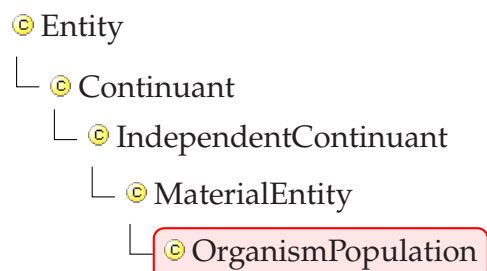 © Entity
© Continuant
© IndependentContinuant
© MaterialEntity
© OrganismPopulation